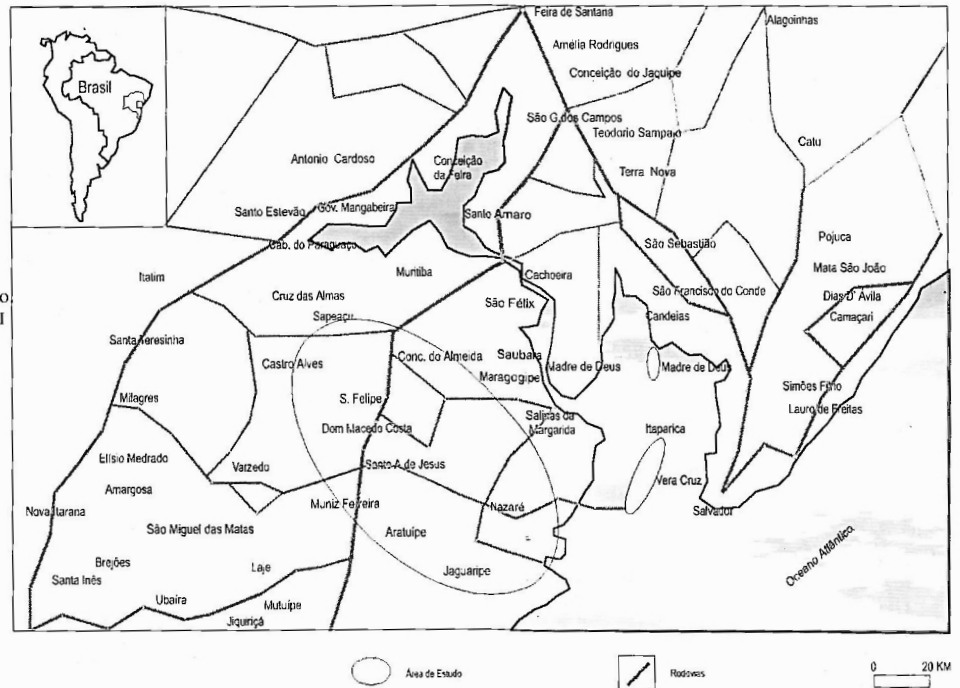 Feira de Santana
Alagoinhas
Amélia Rodrigues
Brasil
Conceição do Jaquipe
São G.dos Campos
Teodorio Sampaio
Catu
Antonio Cardoso
Conceição
da Feira
Terra Nova
Santo Estevão
Gov. Mangabeira
Santo Amaro
Cab. do Paraguaçu
São Sebastião
Pojuca
Itatim
Muritiba
Cachoeira
Mata São João
o
I
Cruz das Almas
São Félix
São Francisco do Conde
Dias D' Ávila
Sapeaçu
Candeias
Camaçari
Santa Teresinha
Castro Alves
Conc. do Almeida
Saubara
Madre de Deus
Madre de Deus
Maragogipe
Simões Filho
Milagres
S. Felipe
Salinas da
Margarida
Lauro de Freitas
Dom Macedo Costa
Itaparica
Elísio Medrado
Varzedo
Santo A. de Jesus
Amargosa
Vera Cruz
Nova Itarana
Muniz Ferreira
Nazaré
Salvador
São Miguel das Matas
Aratuípe
Oceano Atlântico
Brejões
Santa Inês
Laje
Jaguaripe
Ubaíra
Mutuípe
Jiquiriçá
Área de Estudo
Rodovias
0 20 KM